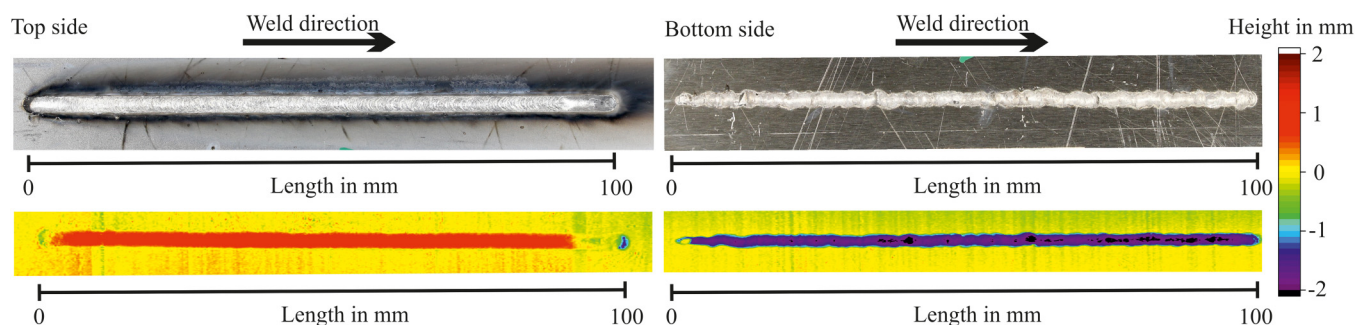 Top side
Weld direction
Bottom side
Weld direction
Height in mm
2
1
0
-1
-2
0
Length in mm
100
0
Length in mm
100
0
Length in mm
100
0
Length in mm
100